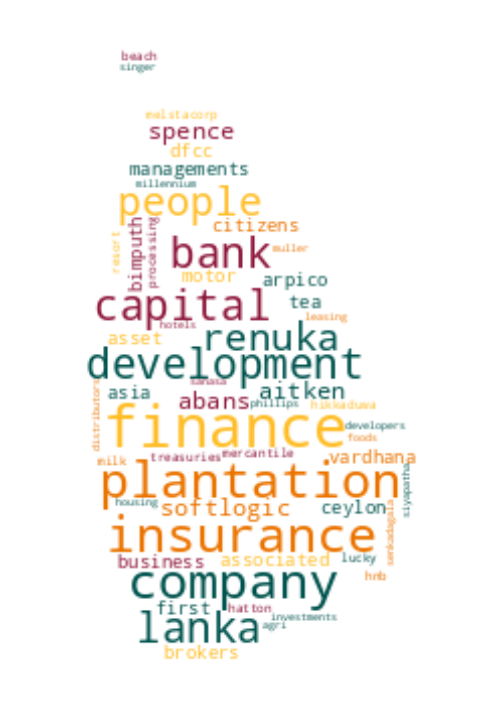 beach
singer
melstacorp
spence
dfcc
managements
millennium
people
citizens
bimputh
processing
resort
bank
muller
motor
arpico
capital
tea
leasing
hotels
renuka
asset
development
sanasa
asia
aitken
abans
phillips
hikkaduwa
distributors
finance
developers
foods
treasuries
mercantile
vardhana
milk
plantation
siyapatha
housing
softlogic
ceylon
senkadagala
insurance
business
associated
lucky
hnb
company
first
hatton
investments
lanka
agri
brokers